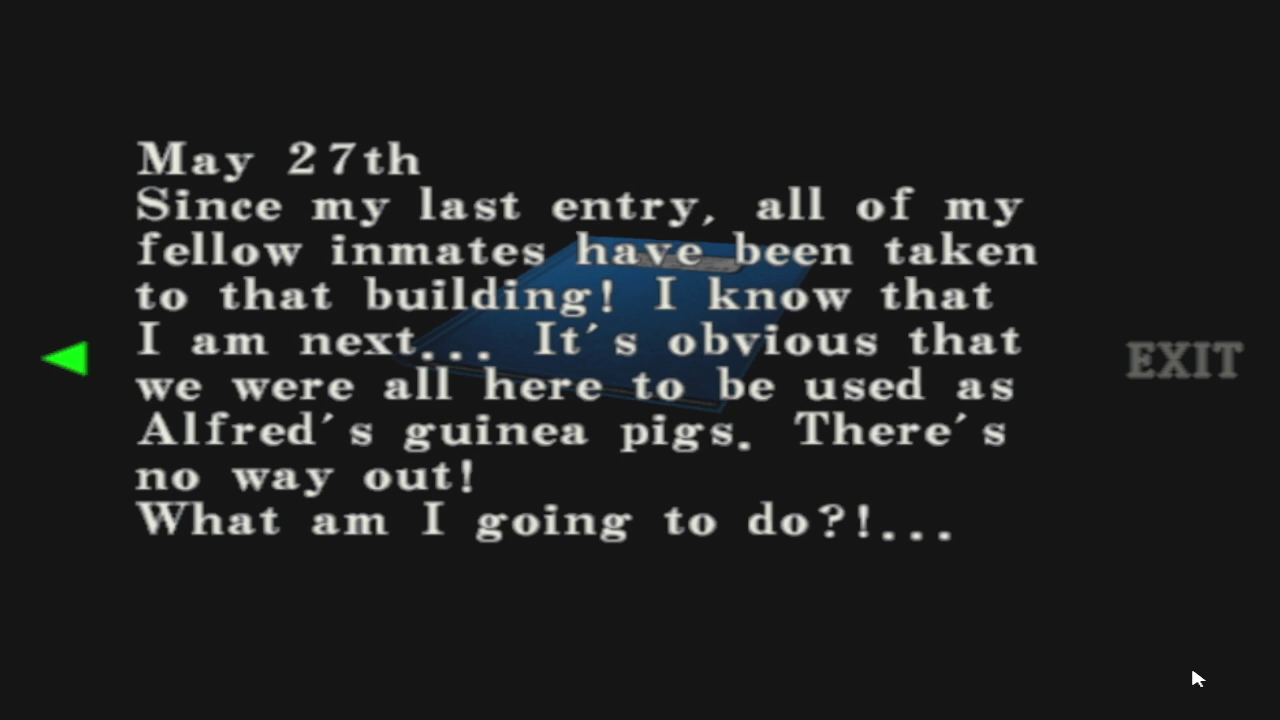 May 27th
Since my last entry, all of my
fellow inmates have been taken
to that building! I know that
I am next... It's obvious that
we were all here to be used as
Alfred's guinea pigs. There's
no way out!
What am I going to do?!...
EXIT